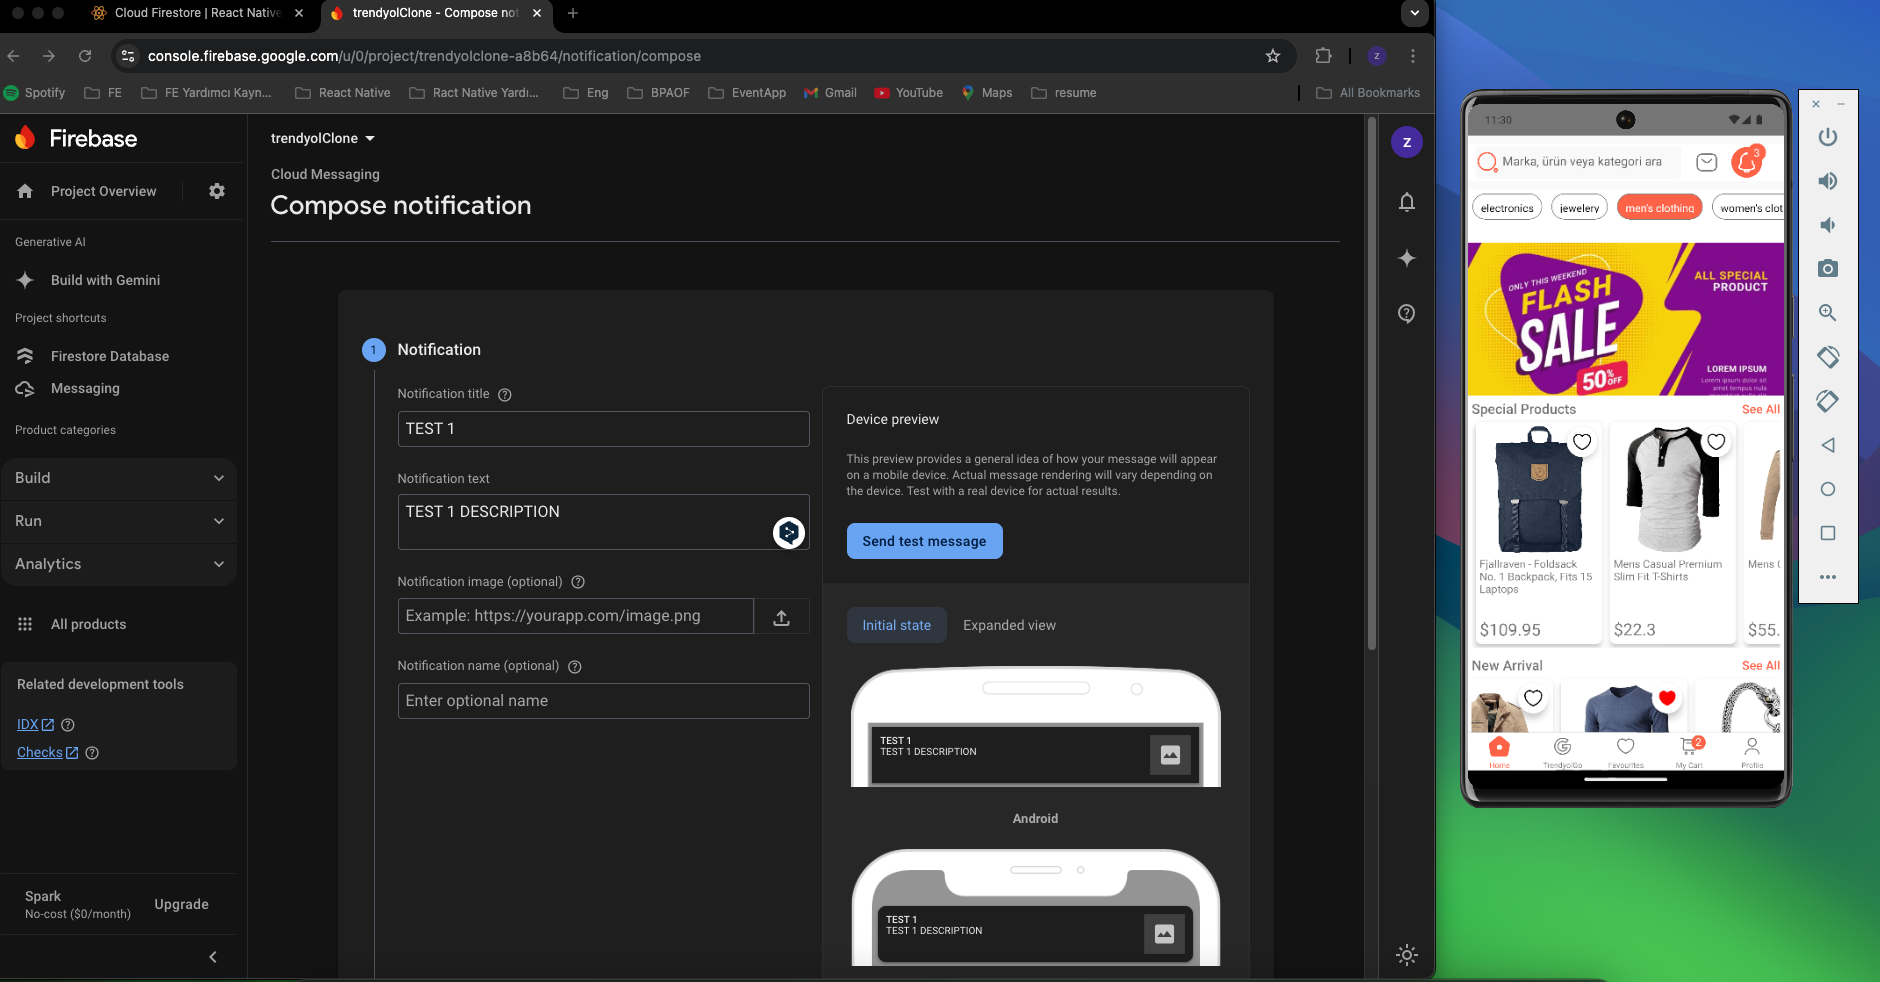 Cloud Firestore | React Native
trendyolClone - Compose not
console.firebase.google.com/u/0/project/trendyolclone-a8b64/notification/compose
Z
Spotify
FE
FE Yardımcı Kayn...
React Native
Ract Native Yardı...
Eng
BPAOF
EventApp
Gmail
YouTube
Maps
resume
All Bookmarks
Firebase
Project Overview
Generative AI
Build with Gemini
Project shortcuts
Firestore Database
Messaging
Product categories
Build
Run
Analytics
All products
Related development tools
IDX
Checks
Spark
No-cost ($0/month)
Upgrade
trendyolClone
Cloud Messaging
Compose notification
1
Notification
Notification title
TEST 1
Notification text
TEST 1 DESCRIPTION
Notification image (optional)
Example: https://yourapp.com/image.png
Notification name (optional)
Enter optional name
Device preview
This preview provides a general idea of how your message will appear
on a mobile device. Actual message rendering will vary depending on
the device. Test with a real device for actual results.
Send test message
Initial state
Expanded view
TEST 1
TEST 1 DESCRIPTION
Android
TEST 1
TEST 1 DESCRIPTION
Z
11:30
Marka, ürün veya kategori ara
3
electronics
jewelery
men's clothing
women's clot
ONLY THIS WEEKEND
FLASH
SALE
50%
OFF
ALL SPECIAL
PRODUCT
LOREM IPSUM
Lorem ipsum dolor sit
amet tempus nula
Special Products
See All
Fjallraven - Foldsack
No. 1 Backpack, Fits 15
Laptops
$109.95
Mens Casual Premium
Slim Fit T-Shirts
$22.3
Mens C
$55.
New Arrival
See All
Home
TrendyolGo
Favourites
2
My Cart
Profile